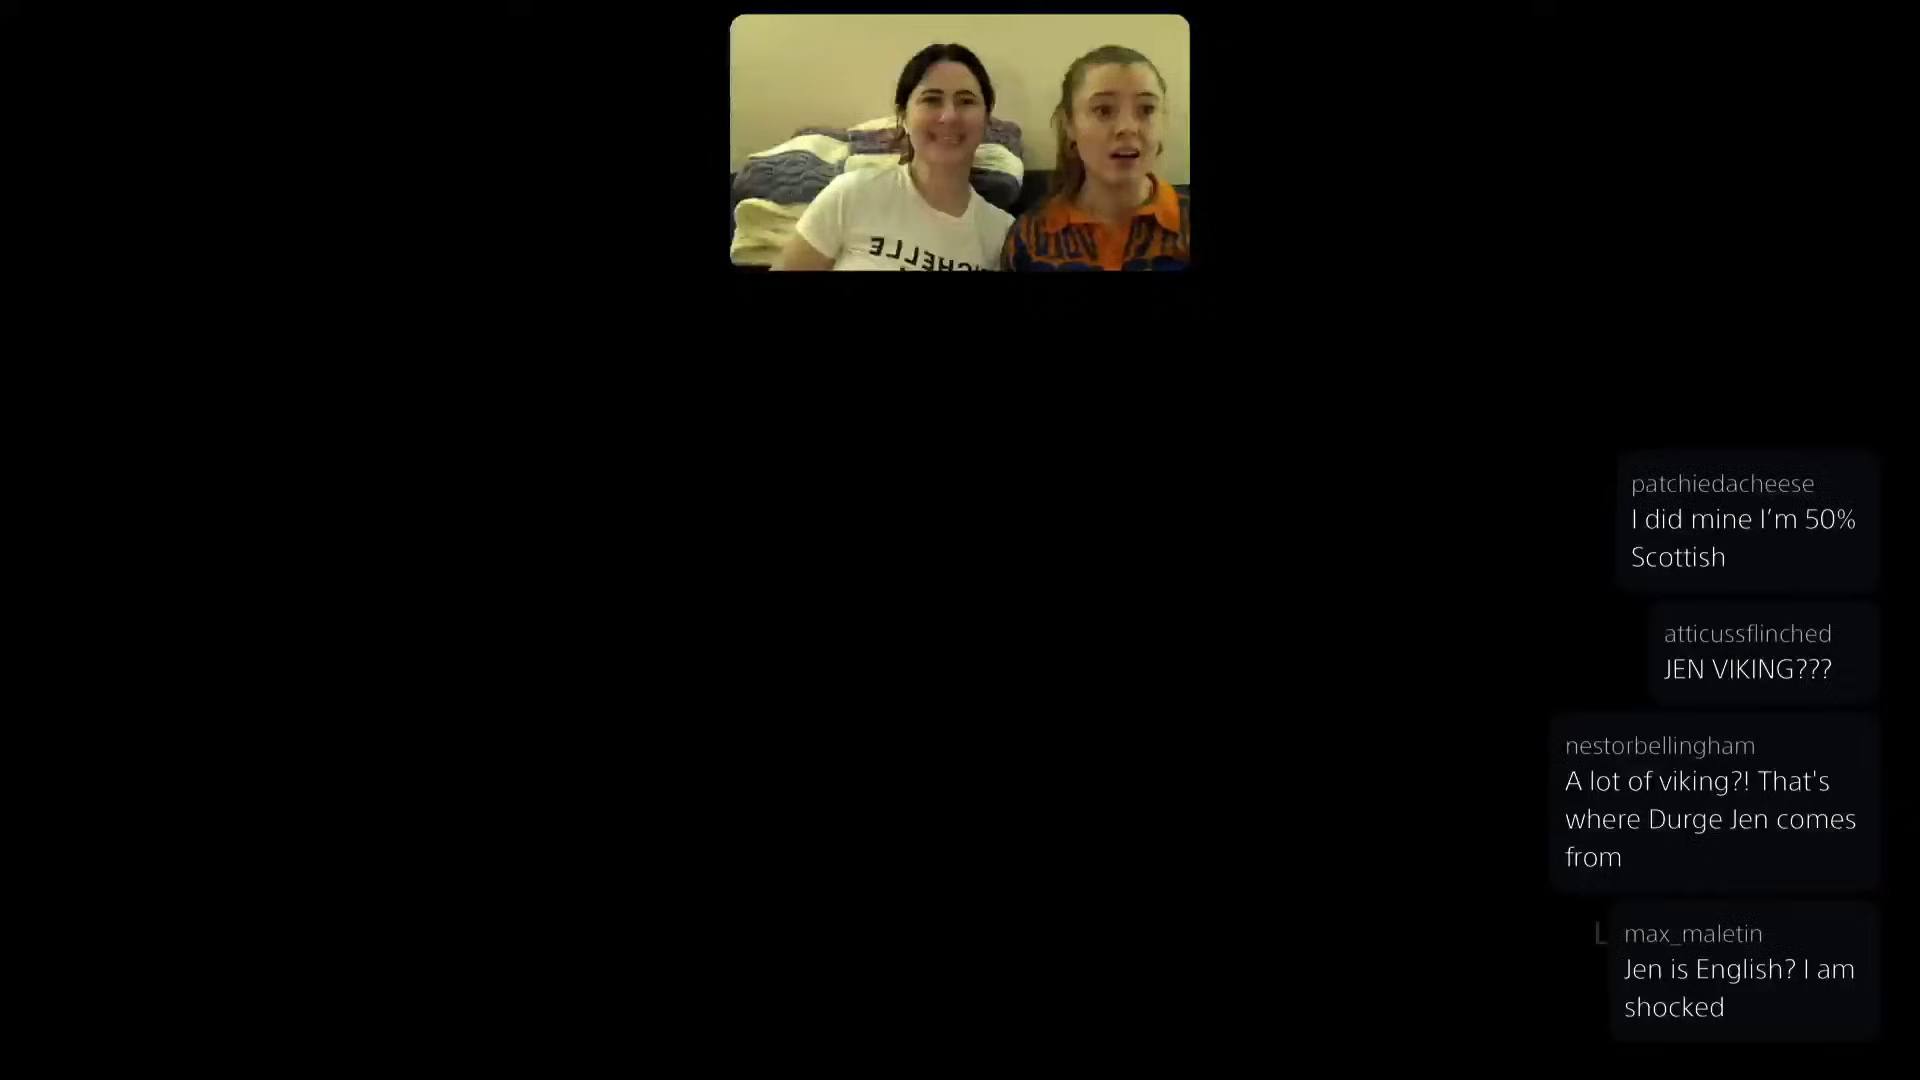 patchiedacheese
I did mine I’m 50%
Scottish
atticussflinched
JEN VIKING???
nestorbellingham
A lot of viking?! That's
where Durge Jen comes
from
L
max_maletin
Jen is English? I am
shocked